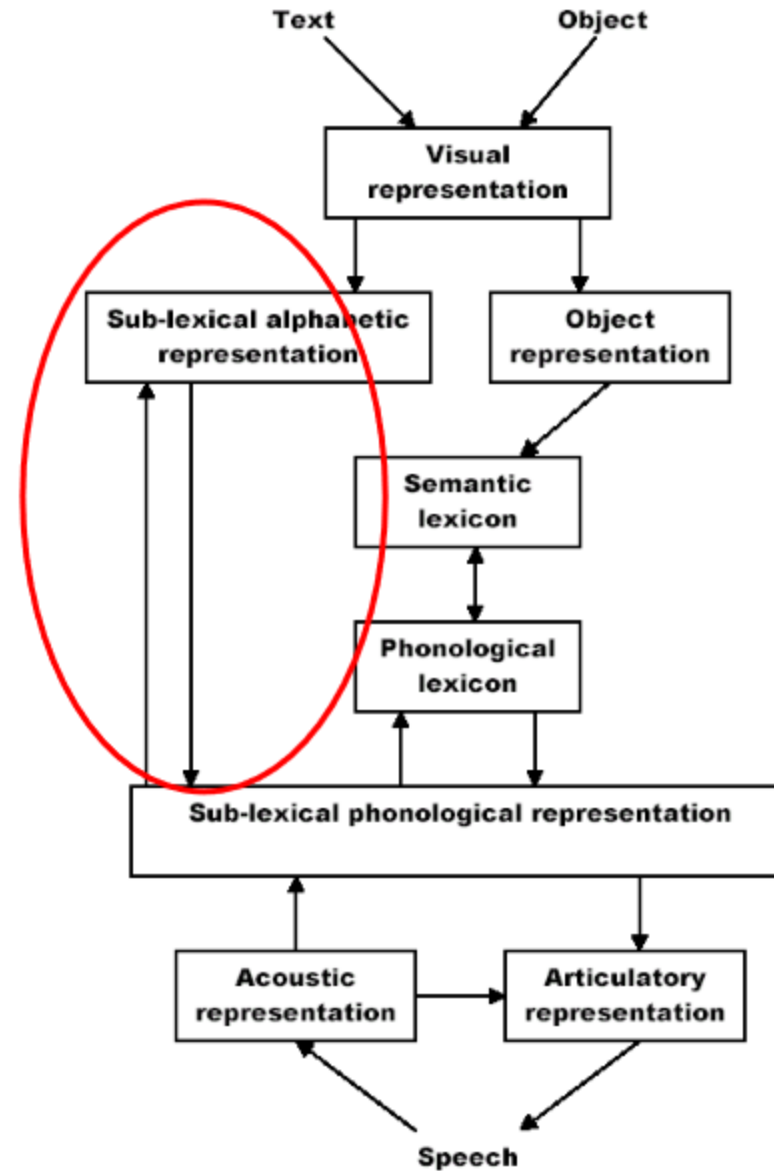 Text
Object
Visual
representation
Sub-lexical alphabetic
representation
Object
representation
Semantic
lexicon
Phonological
lexicon
Sub-lexical phonological representation
Acoustic
representation
Articulatory
representation
Speech